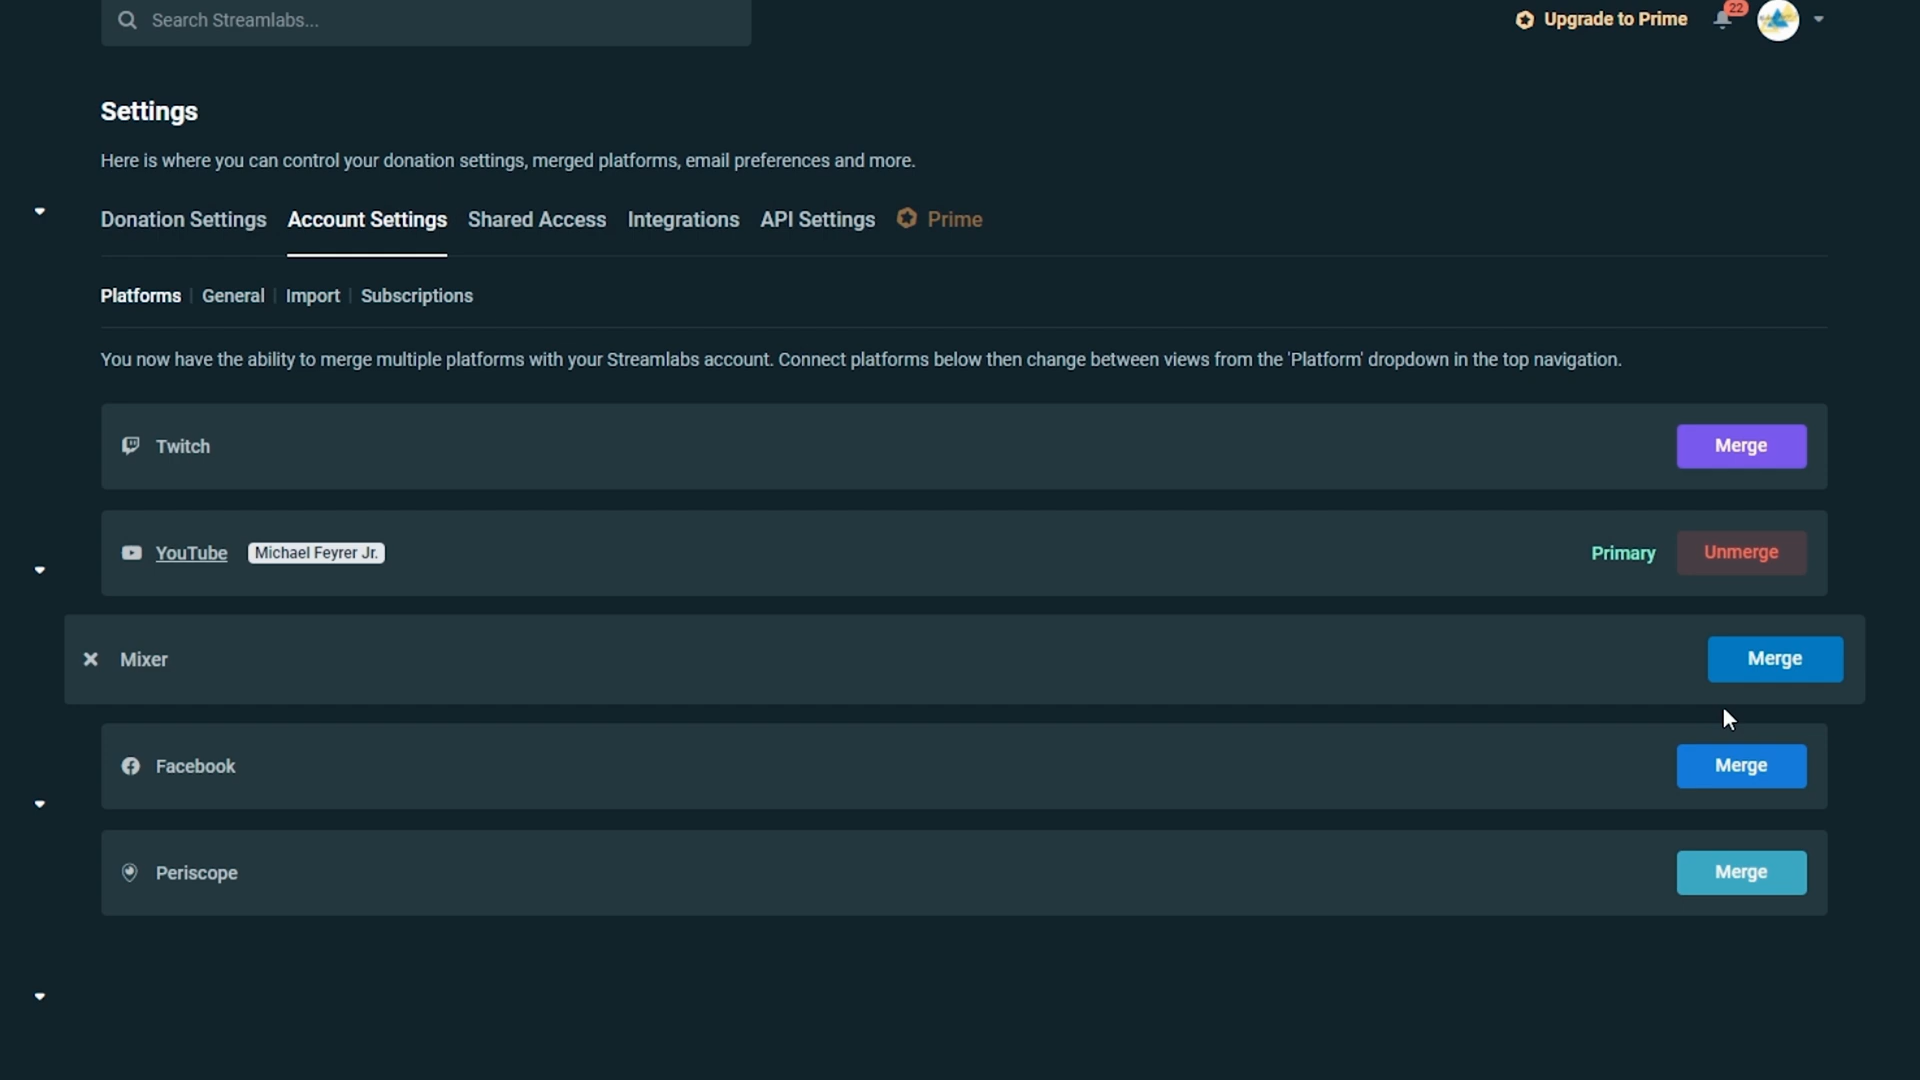 Search Streamlabs...
Upgrade to Prime
22
Settings
Here is where you can control your donation settings, merged platforms, email preferences and more.
Donation Settings Account Settings Shared Access Integrations API Settings Prime
Platforms General Import Subscriptions
You now have the ability to merge multiple platforms with your Streamlabs account. Connect platforms below then change between views from the 'Platform' dropdown in the top navigation.
Twitch Merge
YouTube Michael Feyrer Jr. Primary Unmerge
Mixer Merge
Facebook Merge
Periscope Merge